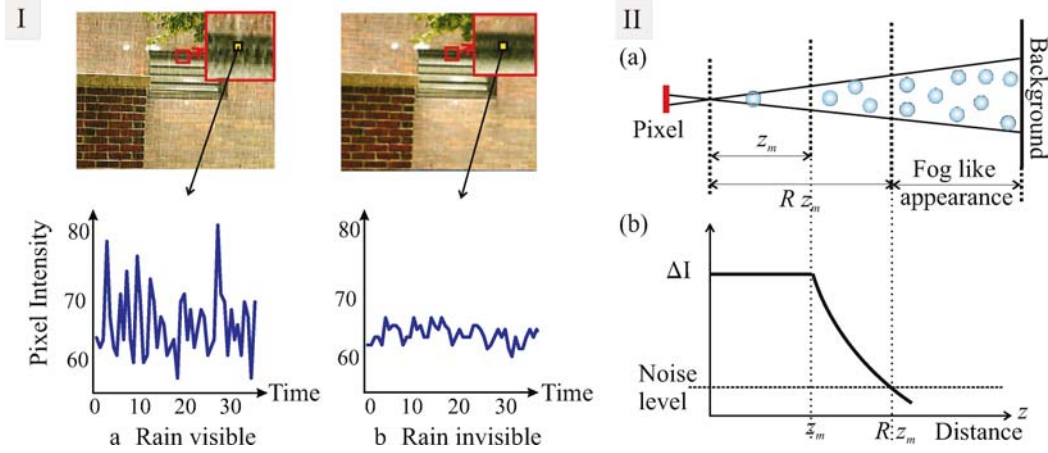 I
Pixel Intensity
80
70
60
0 10 20 30
Time
a Rain visible
80
70
60
0 10 20 30
Time
b Rain invisible
II
(a)
Pixel
z_m
R z_m
Fog like
appearance
Background
(b)
ΔI
Noise
level
z_m
R z_m
Distance
z